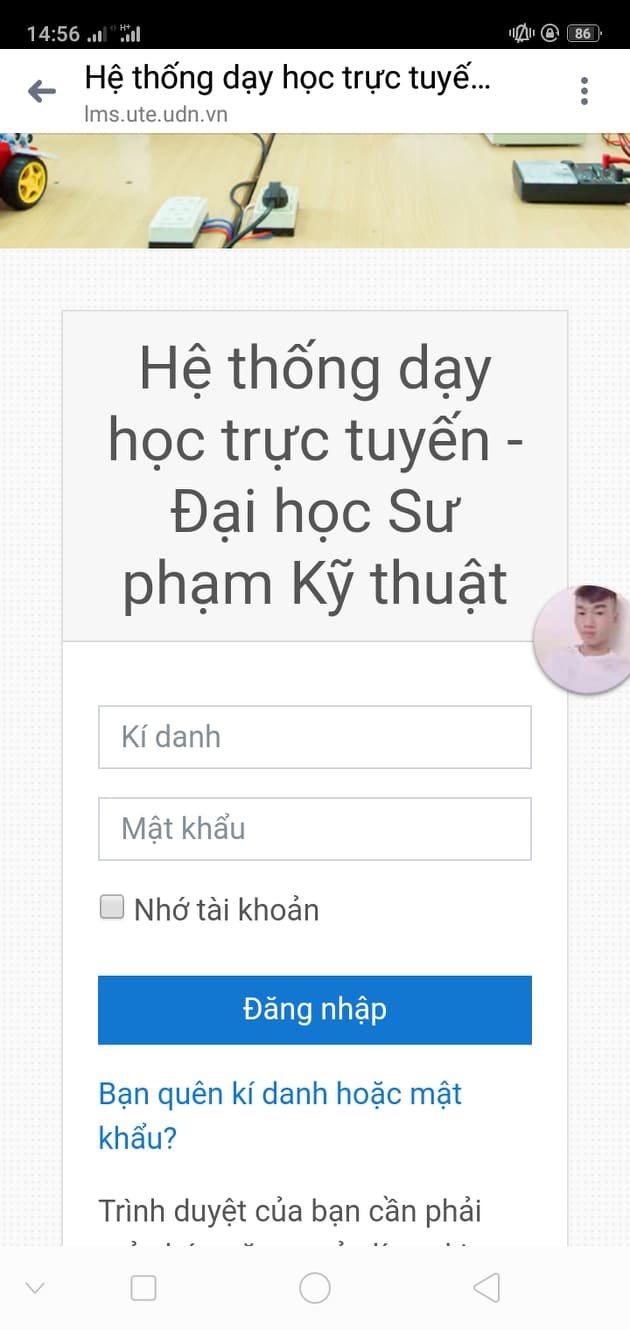 14:56
H+
86
Hệ thống dạy học trực tuyế...
lms.ute.udn.vn
Hệ thống dạy
học trực tuyến -
Đại học Sư
phạm Kỹ thuật
Kí danh
Mật khẩu
Nhớ tài khoản
Đăng nhập
Bạn quên kí danh hoặc mật
khẩu?
Trình duyệt của bạn cần phải